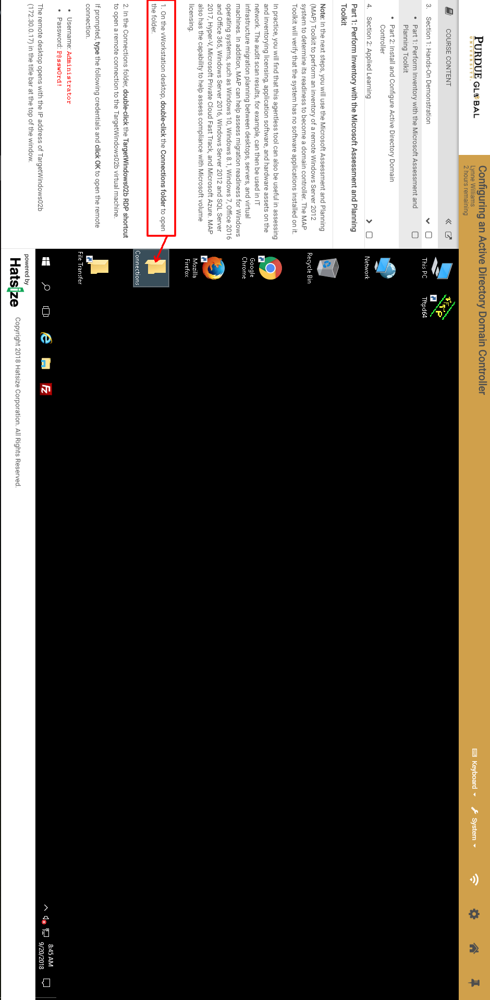 PURDUE
UNIVERSITY.
GLOBAL
Configuring an Active Directory Domain Controller
Lynne Williams
2 hours remaining
Keyboard
System
COURSE CONTENT
3. Section 1: Hands-On Demonstration
• Part 1: Perform Inventory with the Microsoft Assessment and
Planning Toolkit
• Part 2: Install and Configure Active Directory Domain
Controller
4. Section 2: Applied Learning
Part 1: Perform Inventory with the Microsoft Assessment and Planning
Toolkit
Note: In the next steps, you will use the Microsoft Assessment and Planning
(MAP) Toolkit to perform an inventory of a remote Windows Server 2012
system to determine its readiness to become a domain controller. The MAP
Toolkit will verify that the system has no software applications installed on it.
In practice, you will find that this agentless tool can also be useful in assessing
and inventorying licensing, application software, and hardware assets on the
network. The audit scan results, for example, can then be used in IT
infrastructure migration planning between desktops, servers, and virtual
machines. In addition, MAP can help assess migration readiness for Windows
operating systems, such as Windows 10, Windows 8.1, Windows 7, Office 2016
and Office 365, Windows Server 2016, Windows Server 2012 and SQL Server
2017, Hyper-V, Microsoft Private Cloud Fast Track, and Microsoft Azure. MAP
also has the capability to help assess compliance with Microsoft volume
licensing.
1. On the vWorkstation desktop, double-click the Connections folder to open
the folder.
2. In the Connections folder, double-click the TargetWindows02b RDP shortcut
to open a remote connection to the TargetWindows02b virtual machine.
If prompted, type the following credentials and click OK to open the remote
connection.
• Username: Administrator
• Password: P@ssw0rd!
The remote desktop opens with the IP address of TargetWindows02b
(172.30.0.17) in the title bar at the top of the window.
This PC
Tftpd64
Network
Recycle Bin
Google
Chrome
Mozilla
Firefox
Connections
File Transfer
8:45 AM
9/20/2018
powered by
Hatsize
Copyright 2018 Hatsize Corporation. All Rights Reserved.